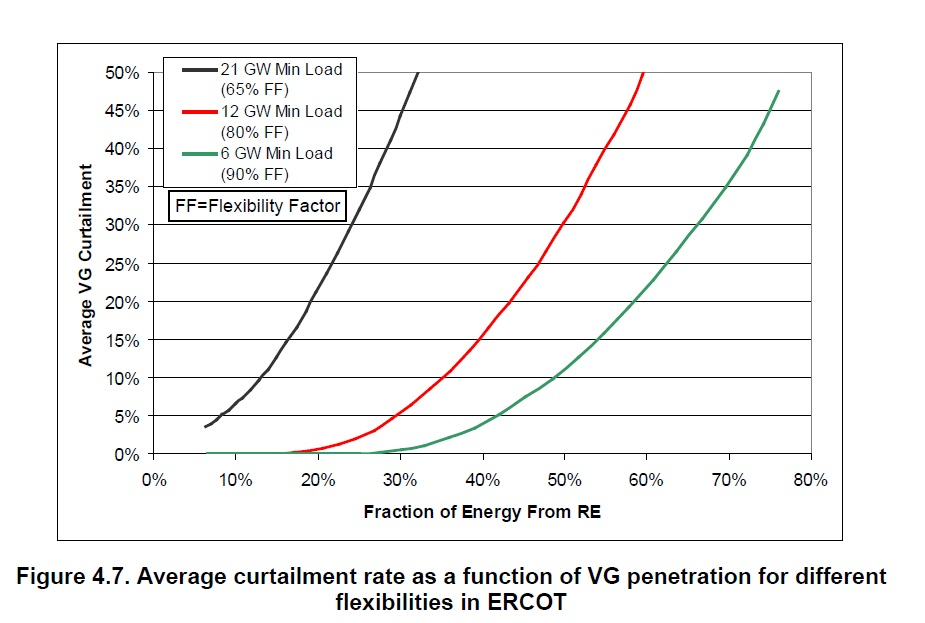 50%
45%
40%
35%
30%
25%
20%
15%
10%
5%
0%
Average VG Curtailment
21 GW Min Load
(65% FF)
12 GW Min Load
(80% FF)
6 GW Min Load
(90% FF)
FF=Flexibility Factor
0% 10% 20% 30% 40% 50% 60% 70% 80%
Fraction of Energy From RE
Figure 4.7. Average curtailment rate as a function of VG penetration for different
flexibilities in ERCOT